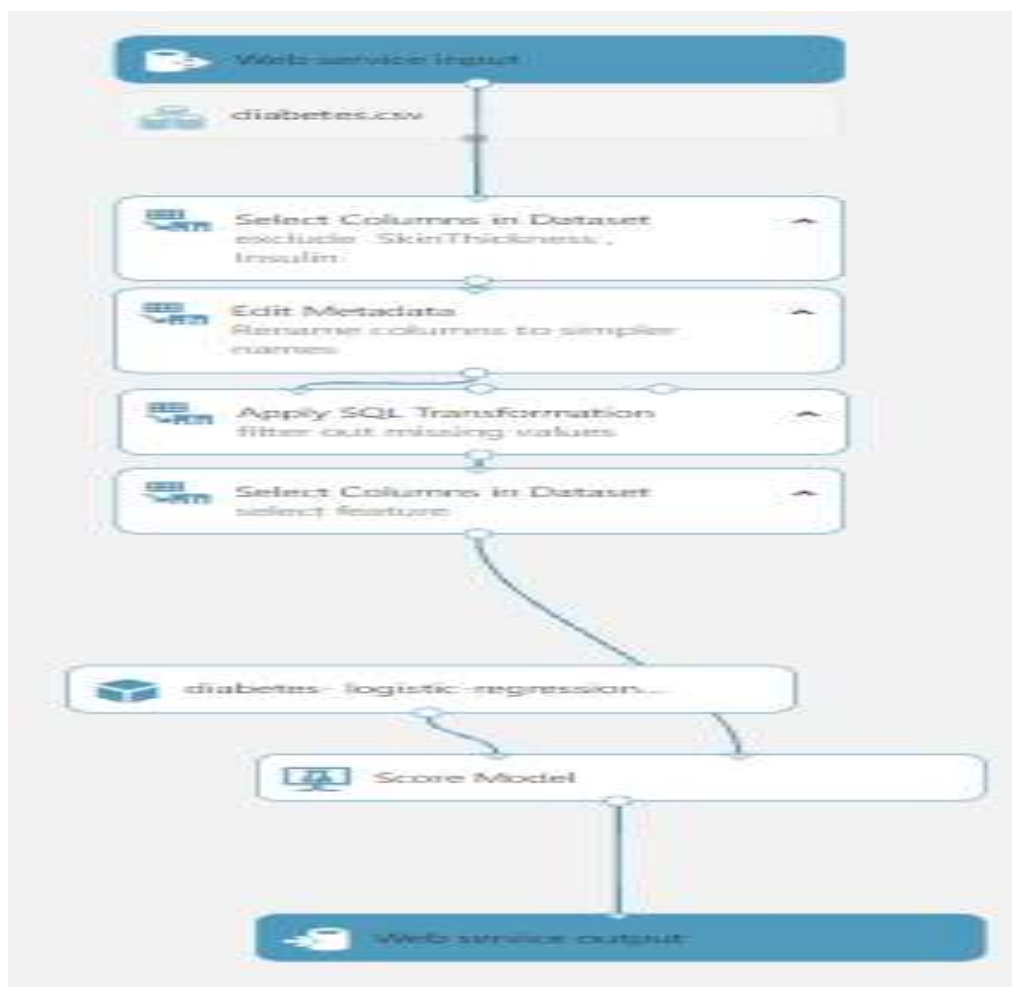 Web service input
diabetes.csv
Select Columns in Dataset
exclude SkinThickness,
Insulin
Edit Metadata
Rename columns to simpler
names
Apply SQL Transformation
filter out missing values
Select Columns in Dataset
select feature
diabetes- logistic-regression...
Score Model
Web service output